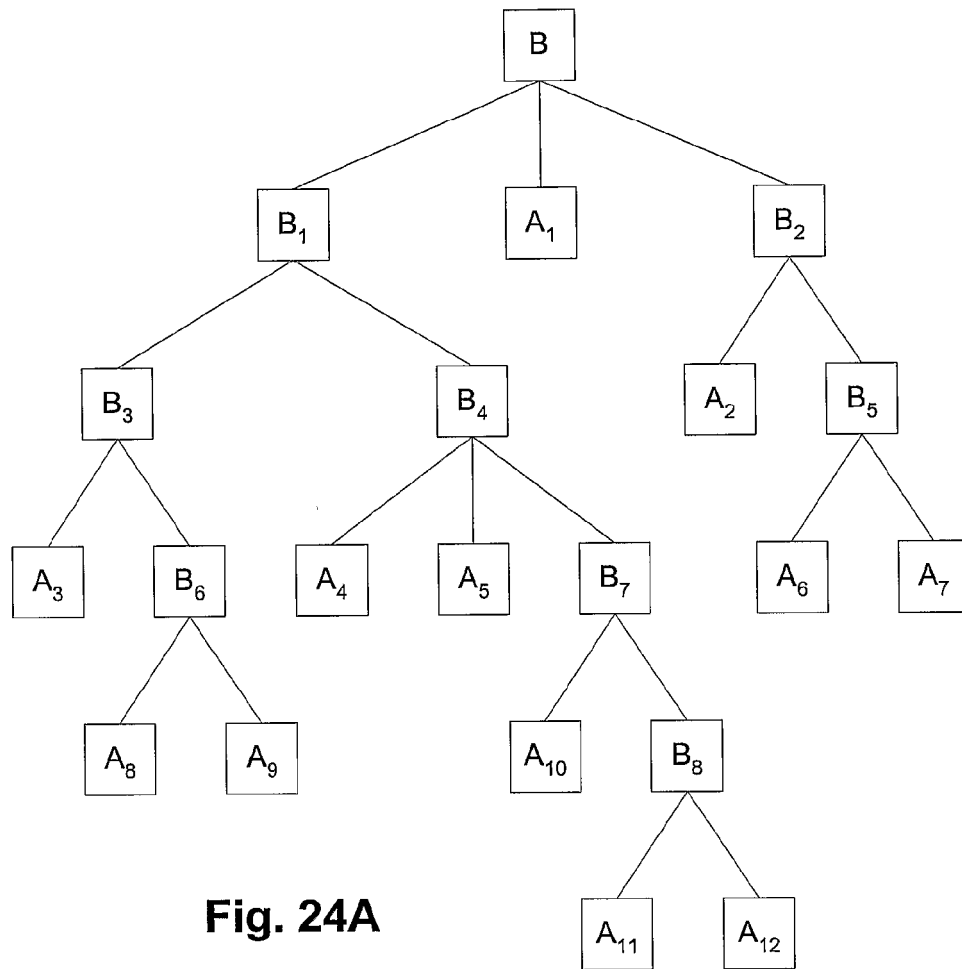 B
B₁ A₁ B₂
B₃ B₄ A₂ B₅
A₃ B₆ A₄ A₅ B₇ A₆ A₇
A₈ A₉ A₁₀ B₈
A₁₁ A₁₂
Fig. 24A